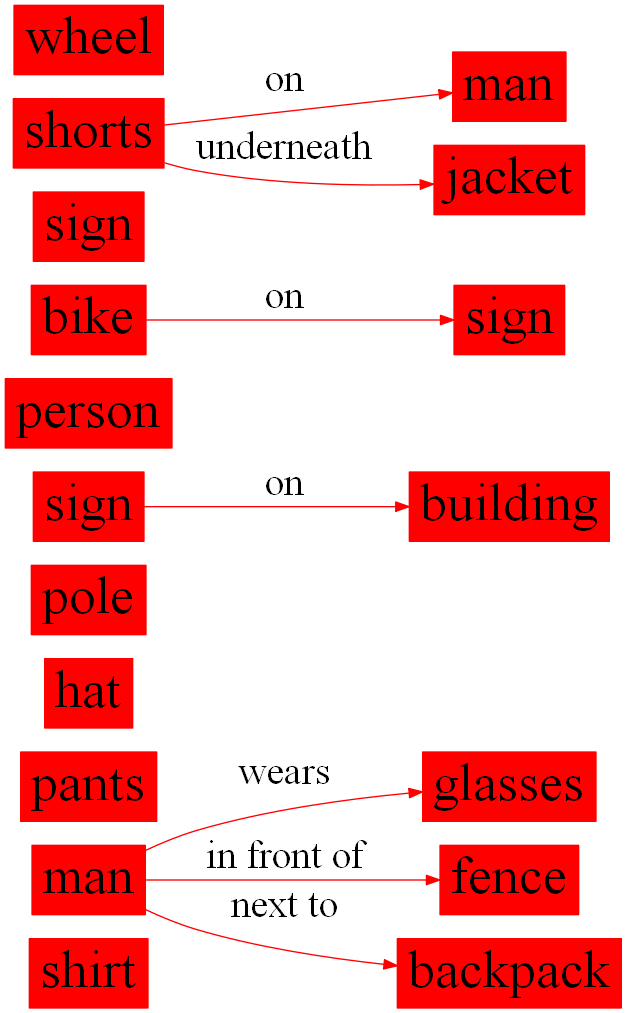 wheel
on
man
shorts
underneath
jacket
sign
on
bike
sign
person
on
sign
building
pole
hat
wears
pants
glasses
in front of
man
fence
next to
shirt
backpack